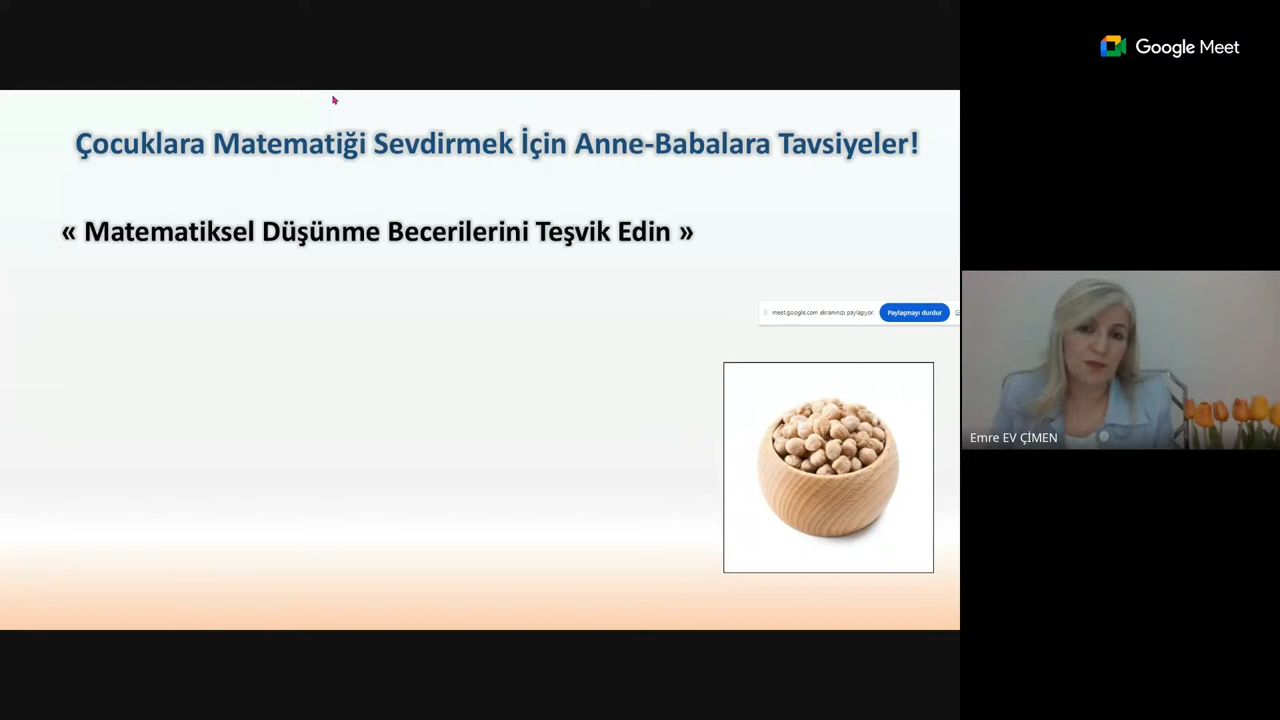 Google Meet
Çocuklara Matematiği Sevdirmek İçin Anne-Babalara Tavsiyeler!
« Matematiksel Düşünme Becerilerini Teşvik Edin »
meet.google.com ekranınızı paylaşıyor.
Paylaşmayı durdur
Emre EV ÇİMEN